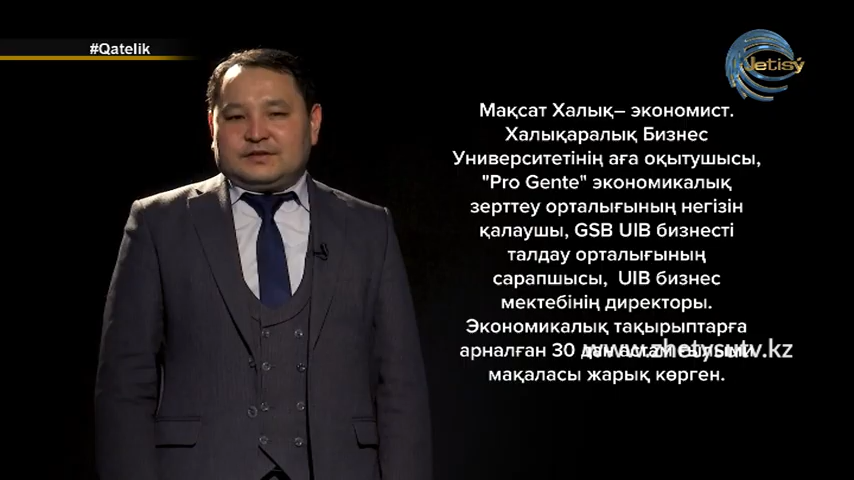 #Qatelik
Jetisý
Мақсат Халық– экономист.
Халықаралық Бизнес
Университетінің аға оқытушысы,
"Pro Gente" экономикалық
зерттеу орталығының негізін
қалаушы, GSB UIB бизнесті
талдау орталығының
сарапшысы, UIB бизнес
мектебінің директоры.
Экономикалық тақырыптарға
арналған 30
www.zhetysutv.kz
мақаласы жарық көрген.